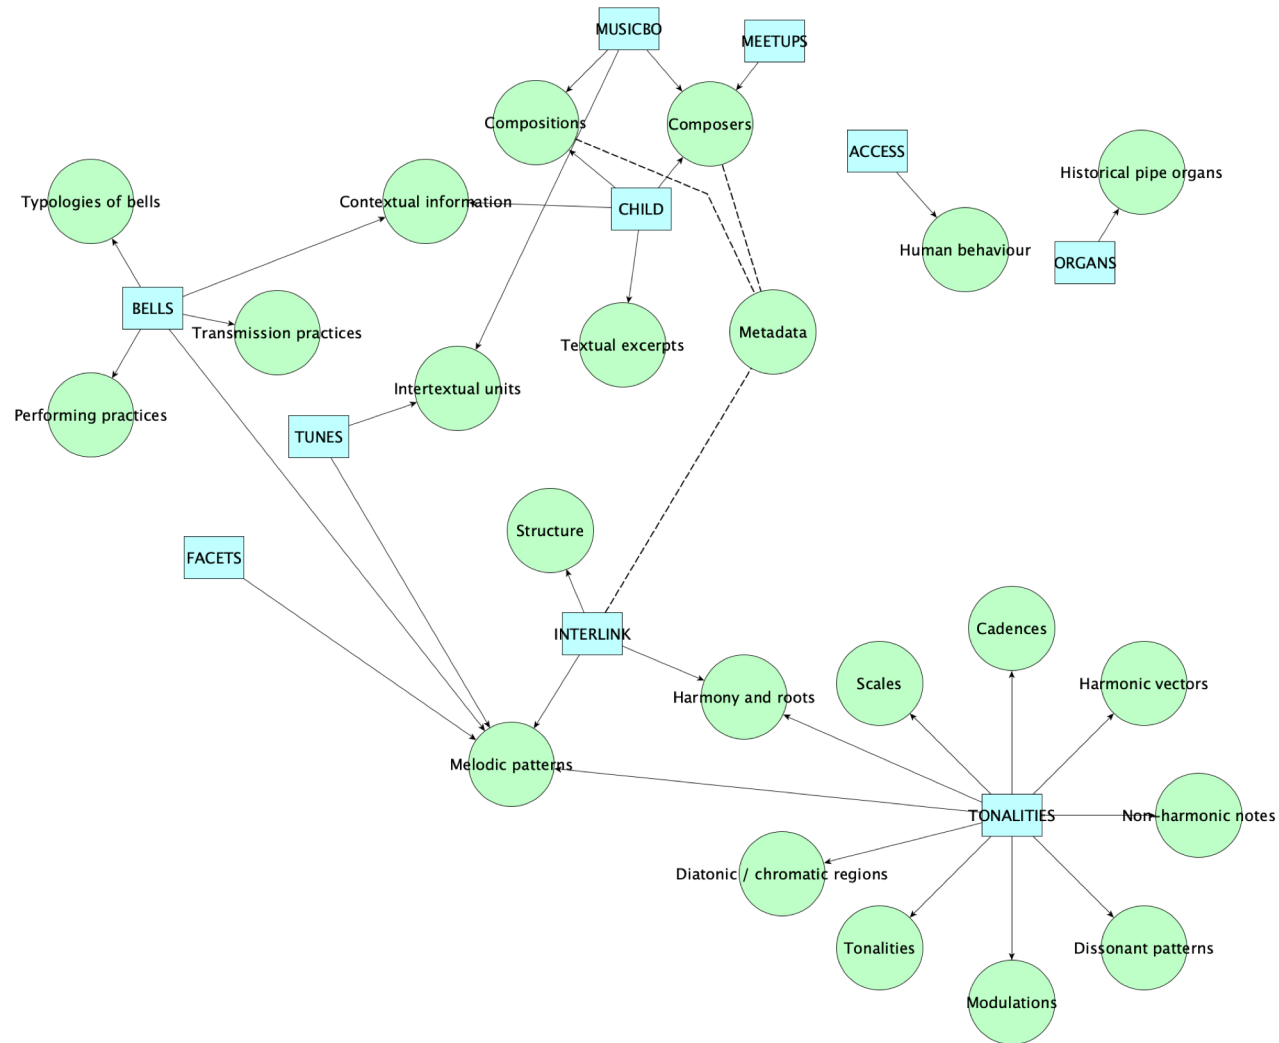 MUSICBO
MEETUPS
Compositions
Composers
ACCESS
Historical pipe organs
Typologies of bells
Contextual information
CHILD
Human behaviour
ORGANS
BELLS
Transmission practices
Metadata
Textual excerpts
Intertextual units
Performing practices
TUNES
Structure
FACETS
INTERLINK
Cadences
Scales
Harmonic vectors
Harmony and roots
Melodic patterns
TONALITIES
Non-harmonic notes
Diatonic / chromatic regions
Tonalities
Dissonant patterns
Modulations